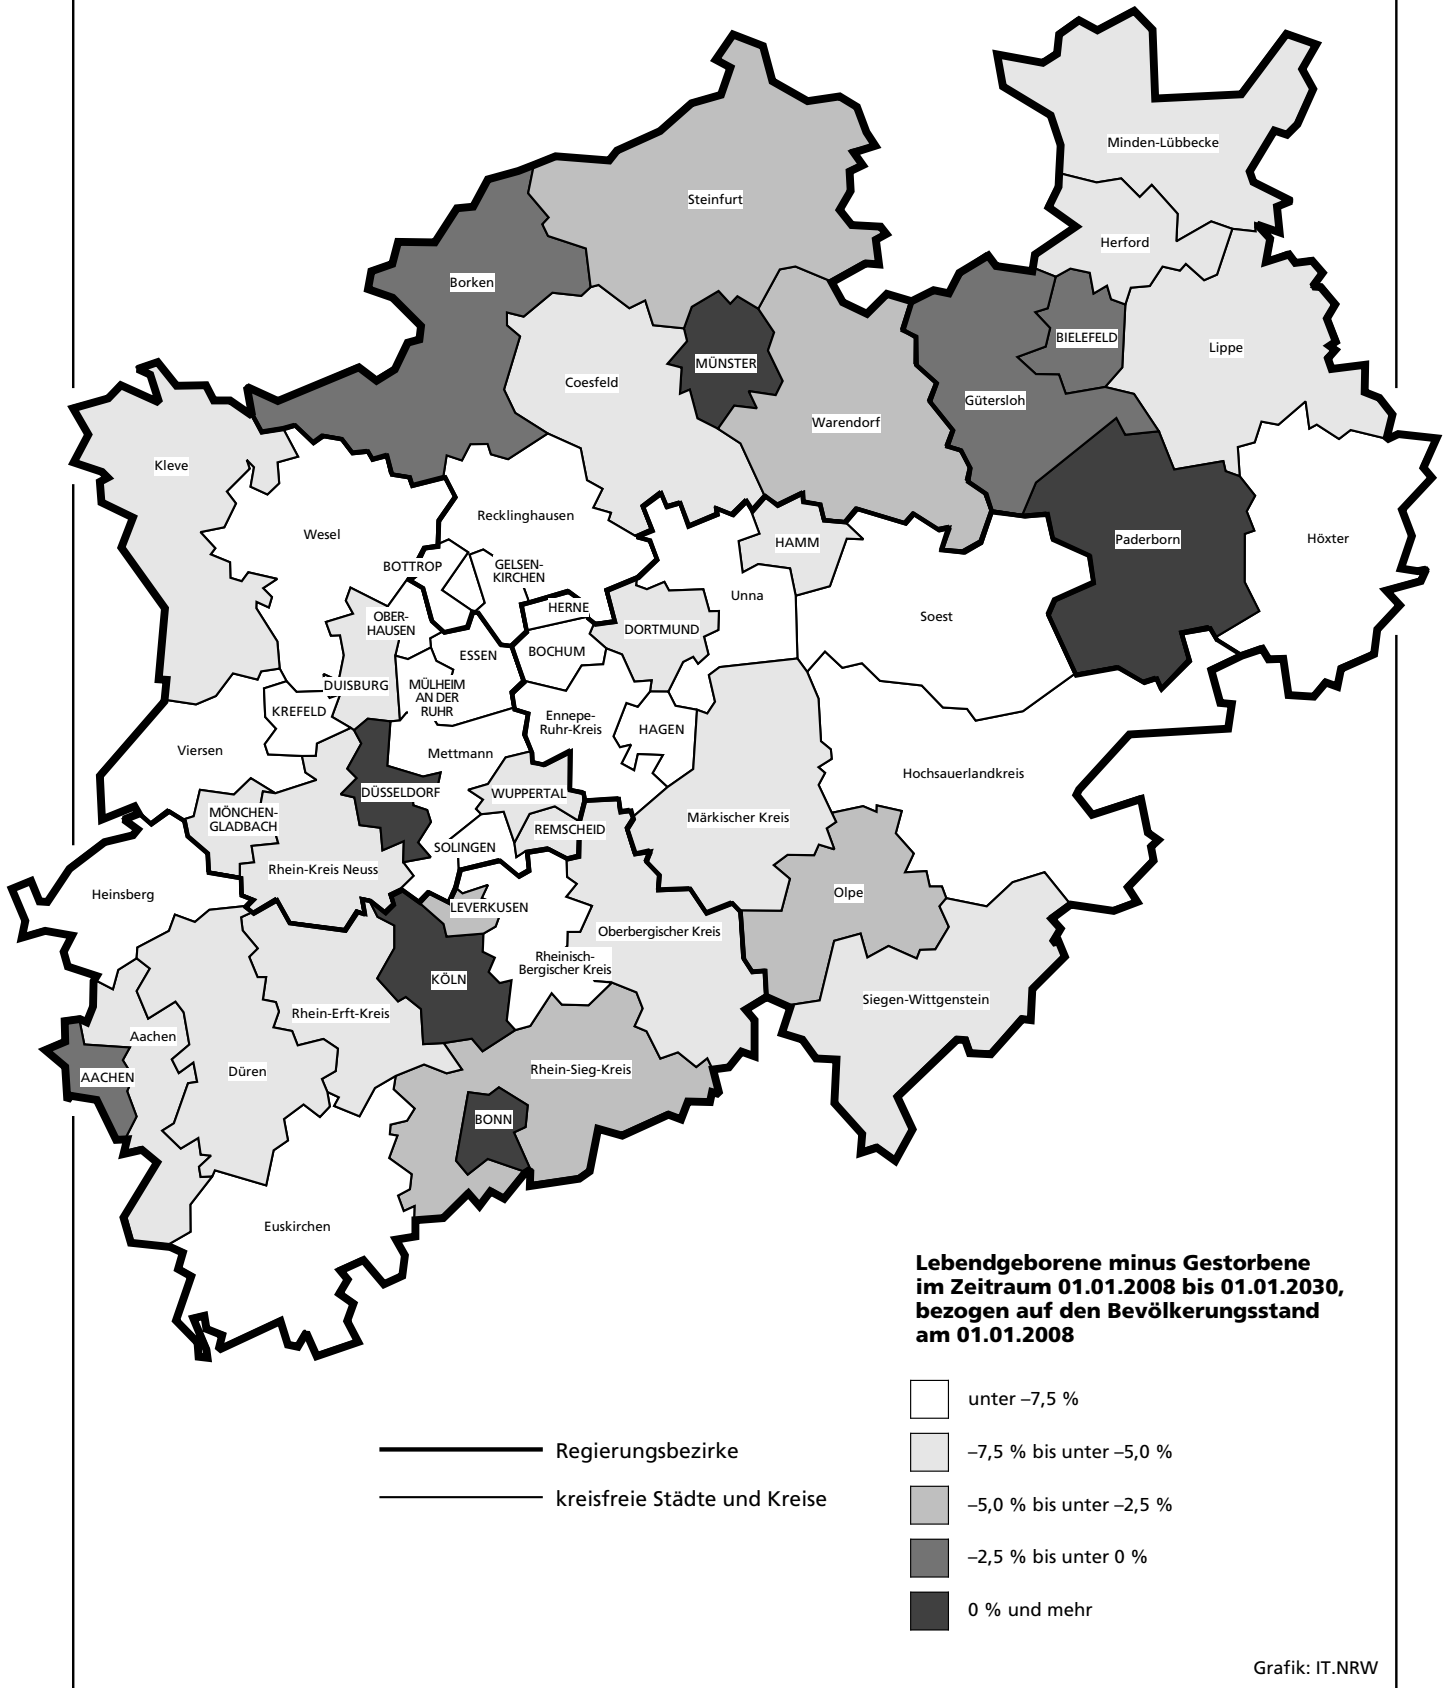 Minden-Lübbecke
Steinfurt
Herford
Borken
BIELEFELD
Lippe
MÜNSTER
Coesfeld
Gütersloh
Warendorf
Kleve
Recklinghausen
Wesel
HAMM
Paderborn
Höxter
BOTTROP
GELSEN-
KIRCHEN
Unna
HERNE
Soest
OBER-
HAUSEN
DORTMUND
ESSEN
BOCHUM
DUISBURG
MÜLHEIM
AN DER
RUHR
KREFELD
Ennepe-
Ruhr-Kreis
HAGEN
Viersen
Mettmann
Hochsauerlandkreis
DÜSSELDORF
WUPPERTAL
MÖNCHEN-
GLADBACH
Märkischer Kreis
REMSCHEID
SOLINGEN
Rhein-Kreis Neuss
Heinsberg
Olpe
LEVERKUSEN
Oberbergischer Kreis
Rheinisch-
Bergischer Kreis
KÖLN
Siegen-Wittgenstein
Rhein-Erft-Kreis
Aachen
Düren
Rhein-Sieg-Kreis
AACHEN
BONN
Euskirchen
Lebendgeborene minus Gestorbene
im Zeitraum 01.01.2008 bis 01.01.2030,
bezogen auf den Bevölkerungsstand
am 01.01.2008
unter –7,5 %
–7,5 % bis unter –5,0 %
–5,0 % bis unter –2,5 %
–2,5 % bis unter 0 %
0 % und mehr
Regierungsbezirke
kreisfreie Städte und Kreise
Grafik: IT.NRW